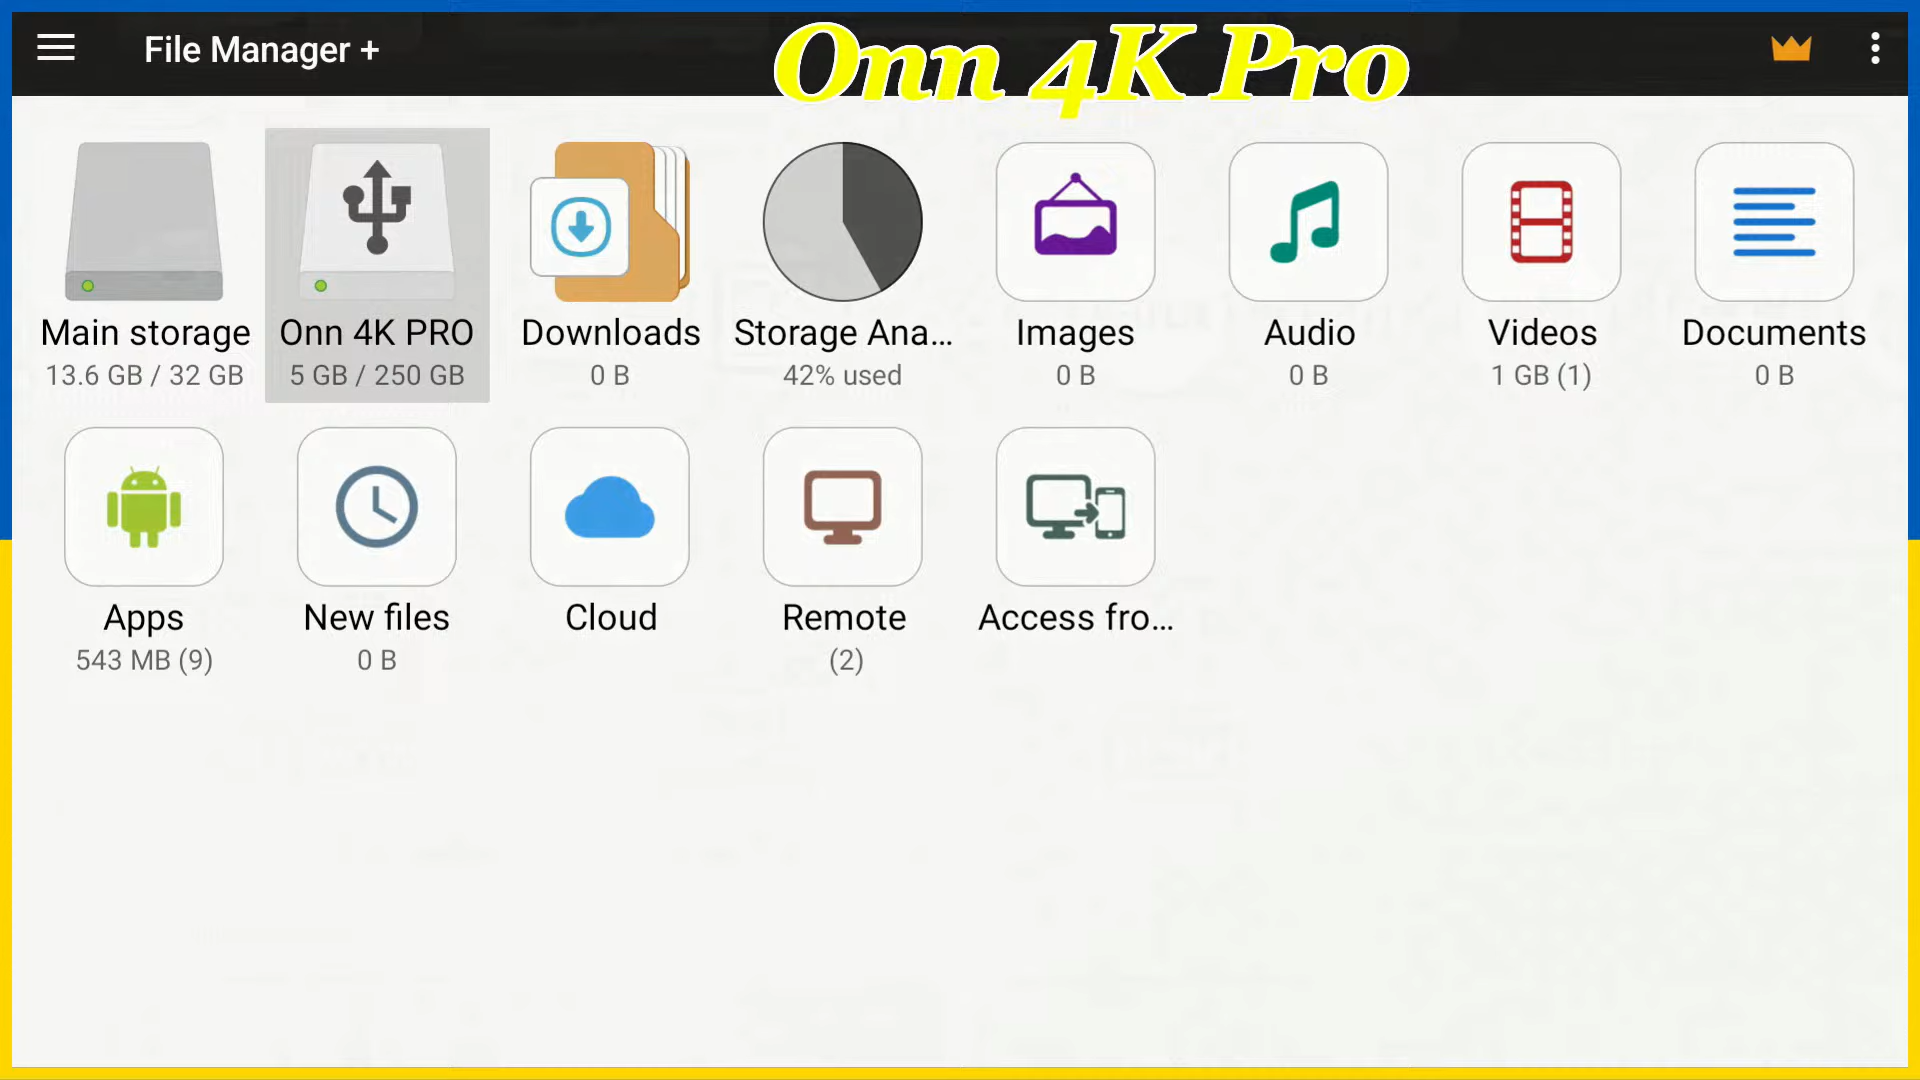 File Manager +
Onn 4K Pro
Main storage
13.6 GB / 32 GB
Onn 4K PRO
5 GB / 250 GB
Downloads
0 B
Storage Ana...
42% used
Images
0 B
Audio
0 B
Videos
1 GB (1)
Documents
0 B
Apps
543 MB (9)
New files
0 B
Cloud
Remote
(2)
Access fro...